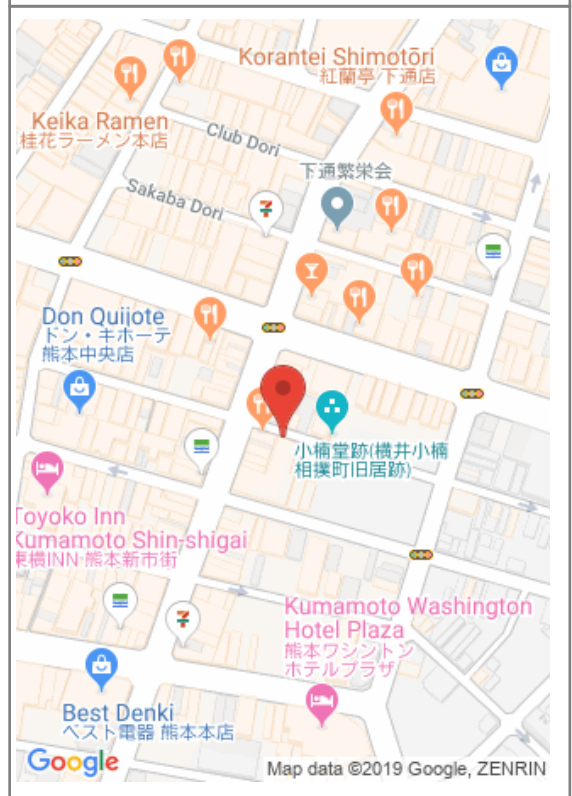 Korantei Shimotōri
紅蘭亭 下通店
Keika Ramen
桂花ラーメン本店
Club Dori
下通繁栄会
Sakaba Dori
7
Don Quijote
ドン・キホーテ
熊本中央店
小楠堂跡(横井小楠
相撲町旧居跡)
Toyoko Inn
Kumamoto Shin-shigai
東横INN 熊本新市街
7
Kumamoto Washington
Hotel Plaza
熊本ワシントン
ホテルプラザ
Best Denki
ベスト電器 熊本本店
Google
Map data ©2019 Google, ZENRIN